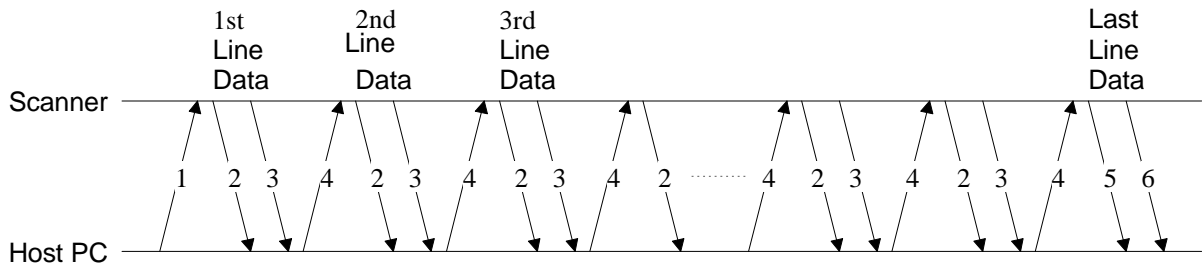 1st
Line
Data
2nd
Line
Data
3rd
Line
Data
Last
Line
Data
Scanner
1 2 3 4 2 3 4 2 3 4 2 ........ 4 2 3 4 2 3 4 5 6
Host PC